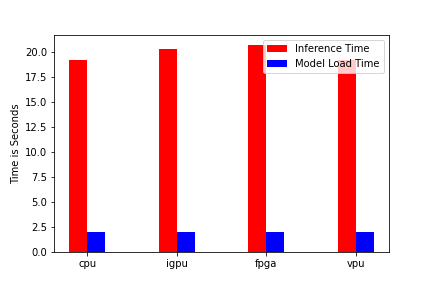 Inference Time
Model Load Time
Time is Seconds
20.0
17.5
15.0
12.5
10.0
7.5
5.0
2.5
0.0
cpu igpu fpga vpu